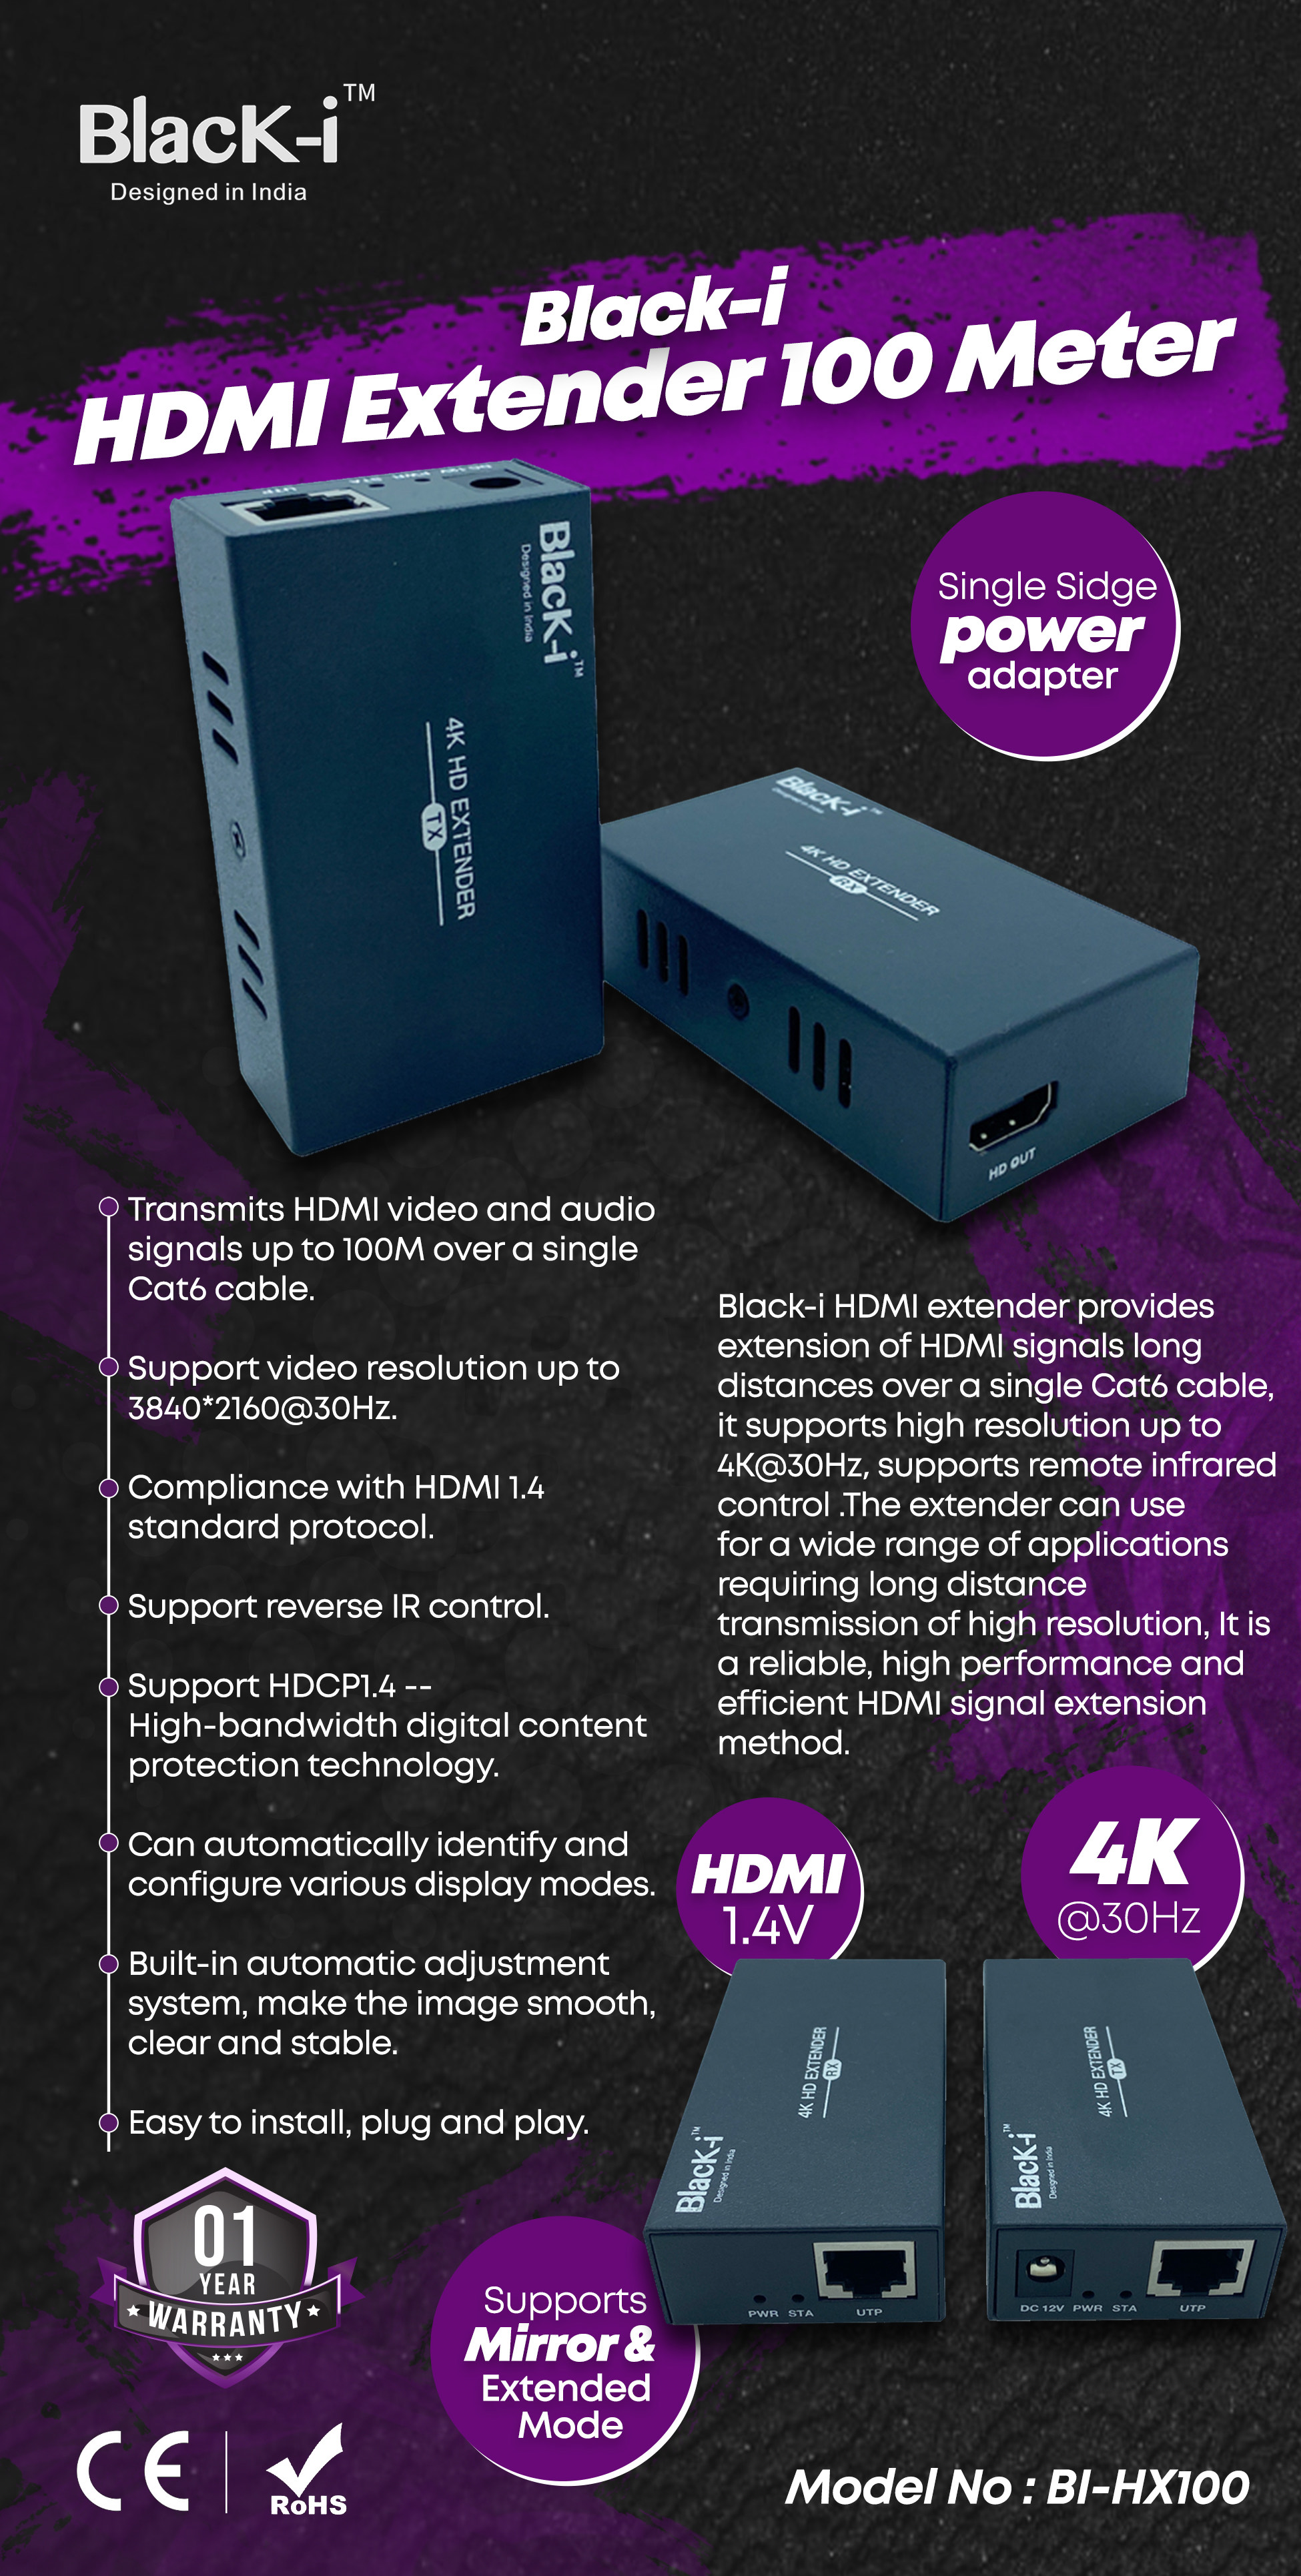 BlacK-i™
Designed in India
Black-i
HDMI Extender 100 Meter
UTP
STA PWR DC 12V
BlacK-i™
Designed in India
4K HD EXTENDER
TX
Single Sidge
power
adapter
BlacK-i™
Designed in India
4K HD EXTENDER
RX
HD OUT
Transmits HDMI video and audio
signals up to 100M over a single
Cat6 cable.
Support video resolution up to
3840*2160@30Hz.
Compliance with HDMI 1.4
standard protocol.
Support reverse IR control.
Support HDCP1.4 --
High-bandwidth digital content
protection technology.
Can automatically identify and
configure various display modes.
Built-in automatic adjustment
system, make the image smooth,
clear and stable.
Easy to install, plug and play.
Black-i HDMI extender provides
extension of HDMI signals long
distances over a single Cat6 cable,
it supports high resolution up to
4K@30Hz, supports remote infrared
control .The extender can use
for a wide range of applications
requiring long distance
transmission of high resolution, It is
a reliable, high performance and
efficient HDMI signal extension
method.
HDMI
1.4V
4K
@30Hz
4K HD EXTENDER
RX
BlacK-i™
Designed in India
PWR STA UTP
4K HD EXTENDER
TX
BlacK-i™
Designed in India
DC 12V PWR STA UTP
01
YEAR
WARRANTY
Supports
Mirror &
Extended
Mode
CE
RoHS
Model No : BI-HX100